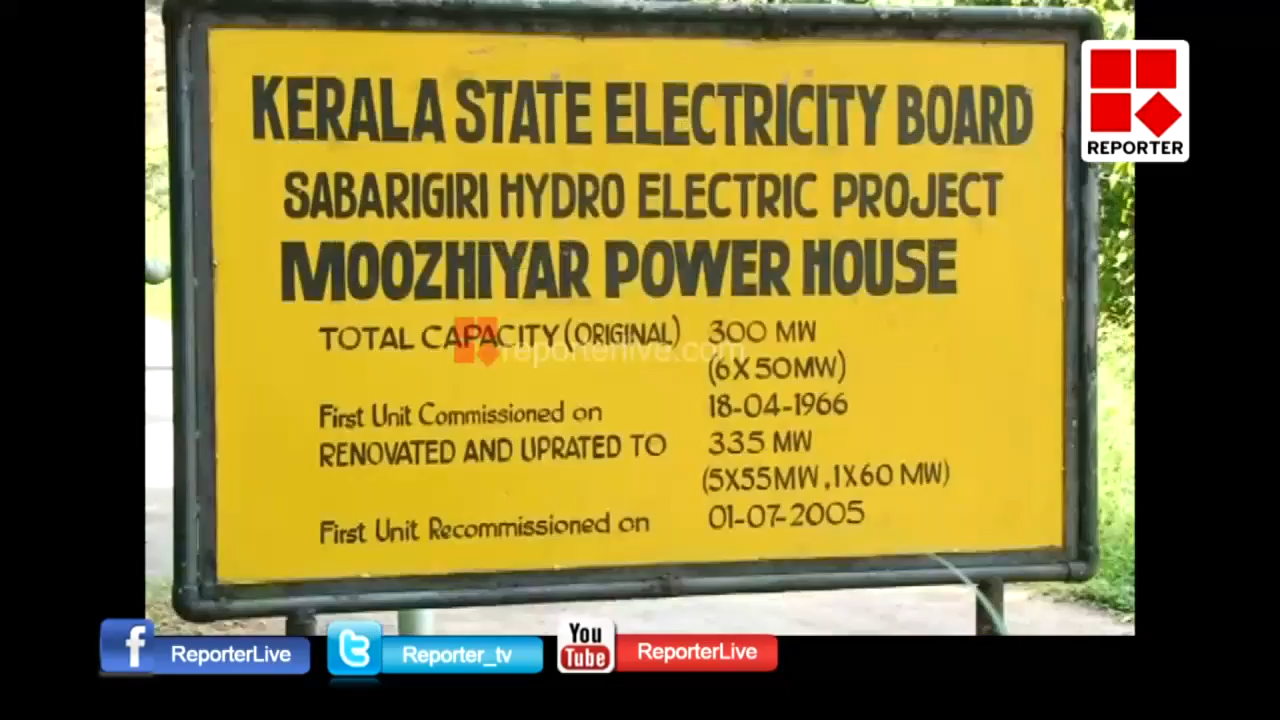 KERALA STATE ELECTRICITY BOARD
SABARIGIRI HYDRO ELECTRIC PROJECT
MOOZHIYAR POWER HOUSE
TOTAL CAPACITY (ORIGINAL) 300 MW
(6X50MW)
First Unit Commissioned on 18-04-1966
RENOVATED AND UPRATED TO 335 MW
(5X55MW,1X60 MW)
First Unit Recommissioned on 01-07-2005
REPORTER
reporterlive.com
f ReporterLive
Reporter_tv
You Tube ReporterLive